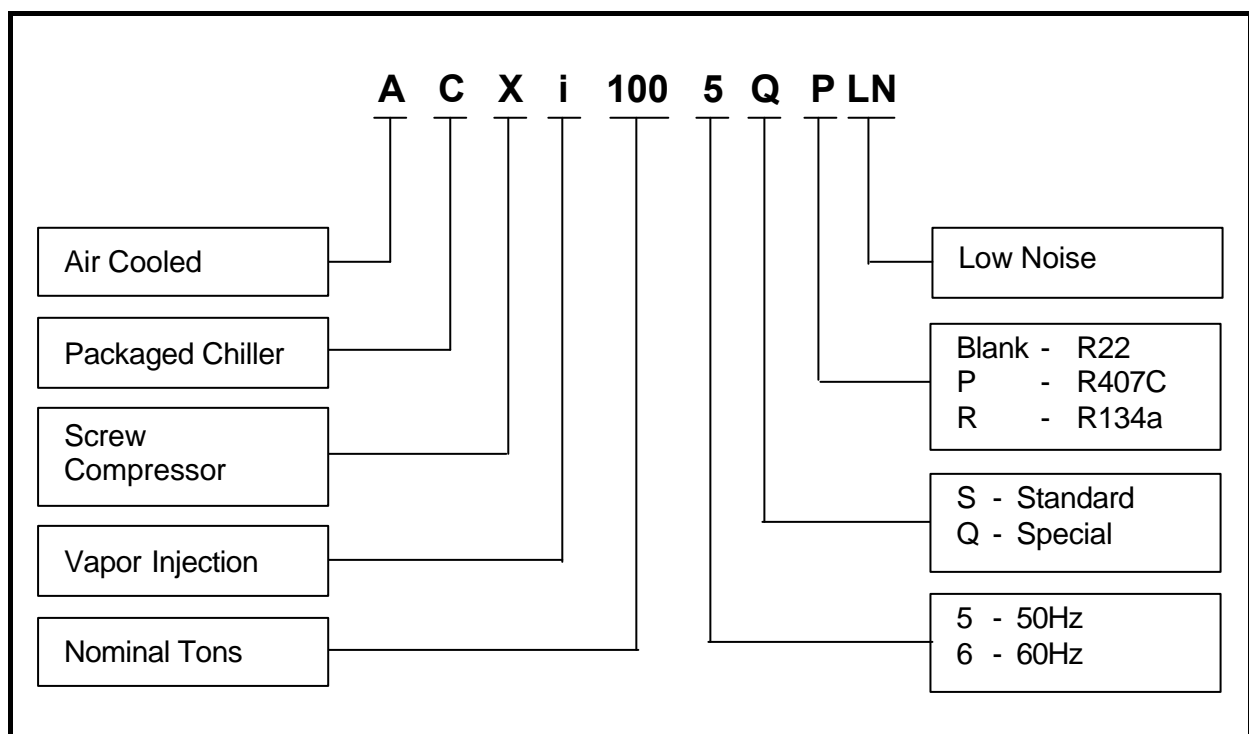 A C X i 100 5 Q P LN
Air Cooled
Packaged Chiller
Screw
Compressor
Vapor Injection
Nominal Tons
Low Noise
Blank - R22
P - R407C
R - R134a
S - Standard
Q - Special
5 - 50Hz
6 - 60Hz